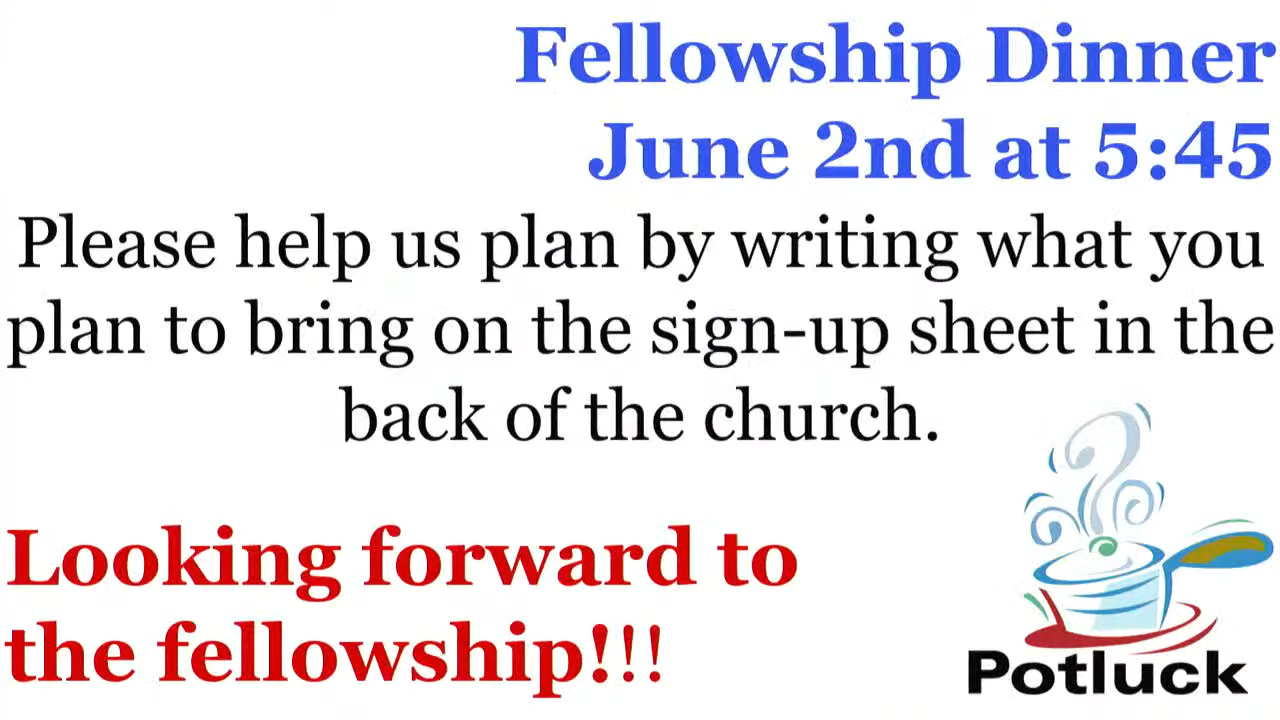 Fellowship Dinner
June 2nd at 5:45
Please help us plan by writing what you
plan to bring on the sign-up sheet in the
back of the church.
Looking forward to
the fellowship!!!
Potluck